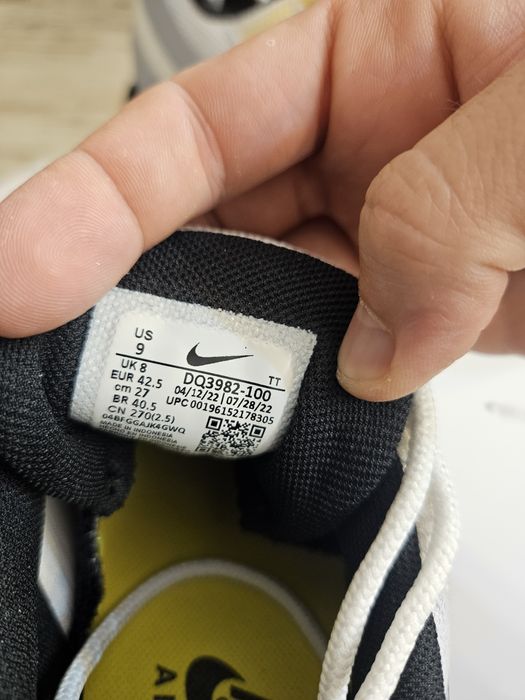 US
9
TT
UK 8
EUR 42.5
cm 27
BR 40.5
CN 270(2.5)
DQ3982-100
04/12/22 | 07/28/22
UPC 00196152178305
04BFGGAJK4GWQ
MADE IN INDONESIA